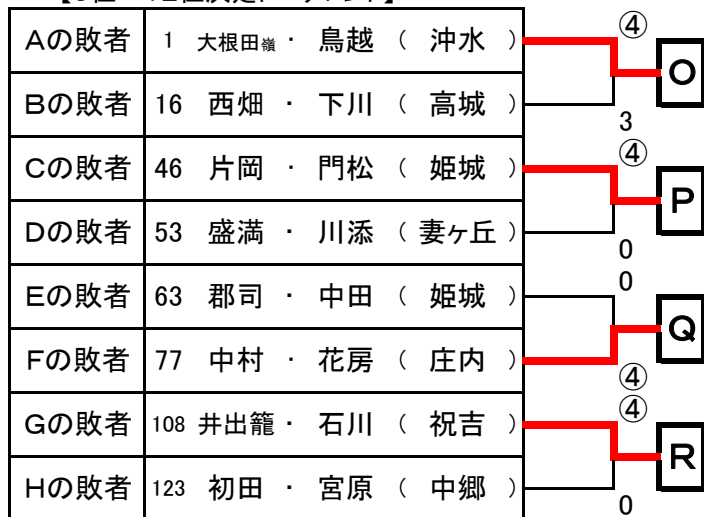 Aの敗者 1 大根田嶺 ・ 鳥越 ( 沖水 ) ④
O
Bの敗者 16 西畑 ・ 下川 ( 高城 ) 3
Cの敗者 46 片岡 ・ 門松 ( 姫城 ) ④
P
Dの敗者 53 盛満 ・ 川添 ( 妻ヶ丘 ) 0
Eの敗者 63 郡司 ・ 中田 ( 姫城 ) 0
Q
Fの敗者 77 中村 ・ 花房 ( 庄内 ) ④
Gの敗者 108 井出籠 ・ 石川 ( 祝吉 ) ④
R
Hの敗者 123 初田 ・ 宮原 ( 中郷 ) 0